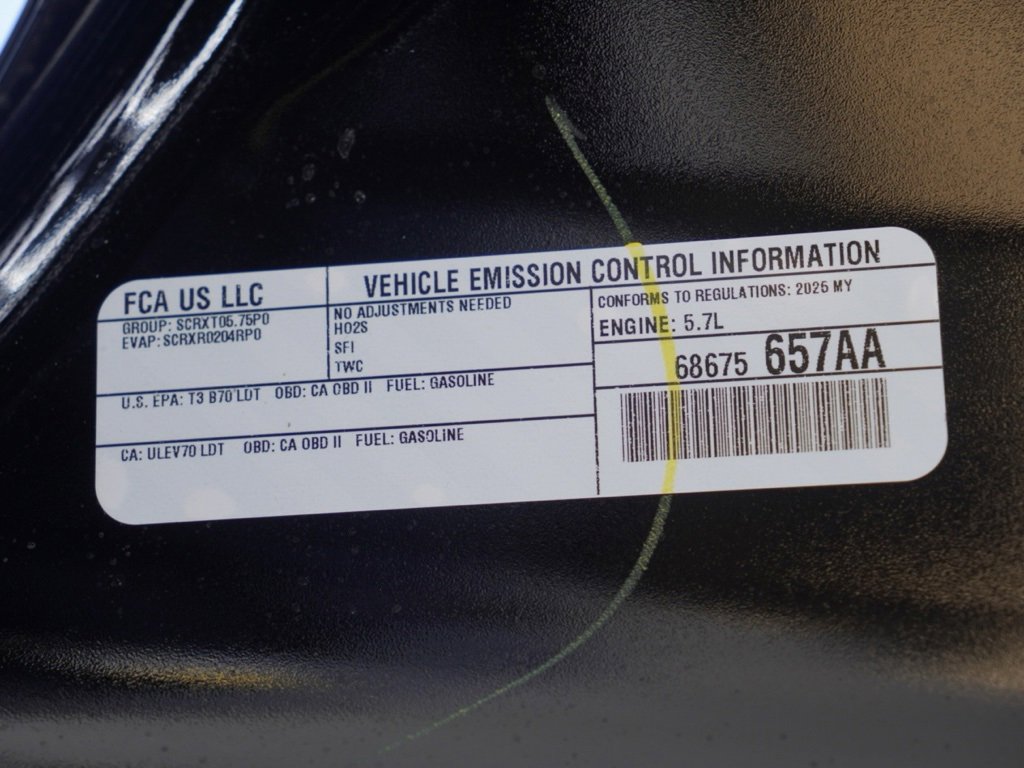 FCA US LLC
VEHICLE EMISSION CONTROL INFORMATION
GROUP: SCRXT05.75P0
EVAP: SCRXR0204RP0
NO ADJUSTMENTS NEEDED
HO2S
SFI
TWC
CONFORMS TO REGULATIONS: 2025 MY
ENGINE: 5.7L
68675 657AA
U.S. EPA: T3 B70 LDT OBD: CA OBD II FUEL: GASOLINE
CA: ULEV70 LDT OBD: CA OBD II FUEL: GASOLINE